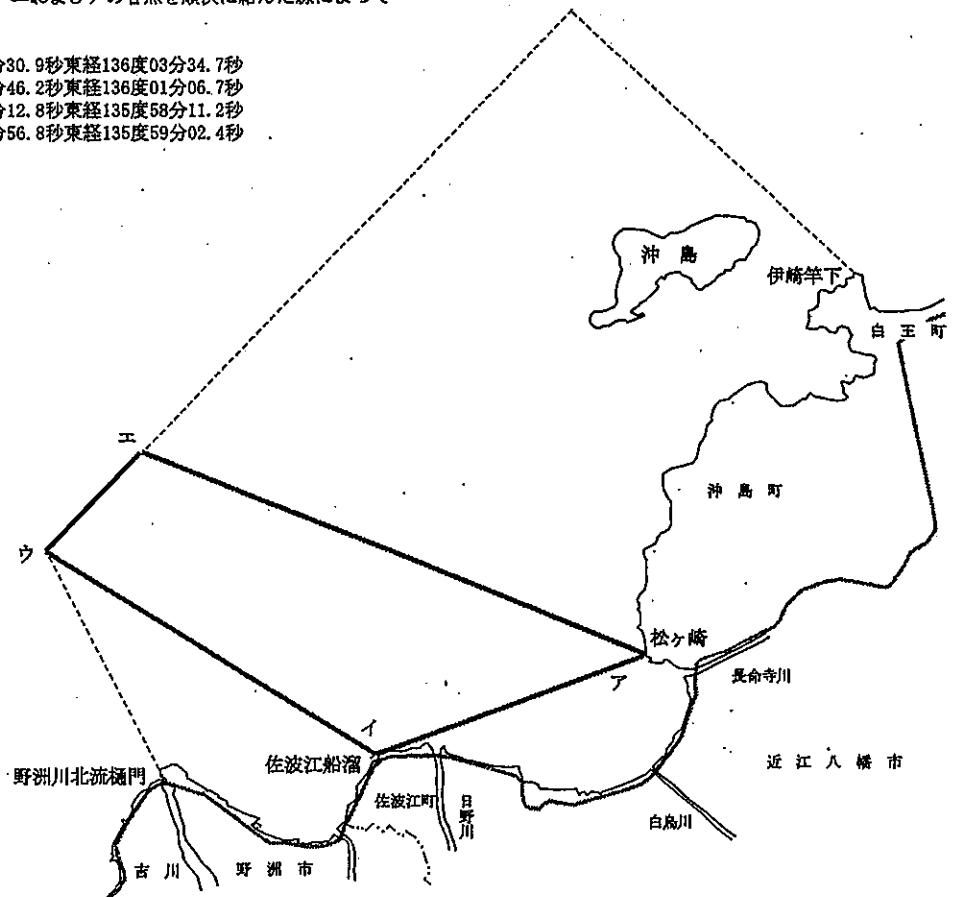 分30.9秒東経136度03分34.7秒
分46.2秒東経136度01分06.7秒
分12.8秒東経135度58分11.2秒
分56.8秒東経135度59分02.4秒
沖島
伊崎竿下
白王町
エ
沖島町
ウ
松ヶ崎
ア
長命寺川
イ
佐波江船溜
近江八幡市
野洲川北流樋門
佐波江町
日野川
白鳥川
吉川
野洲市